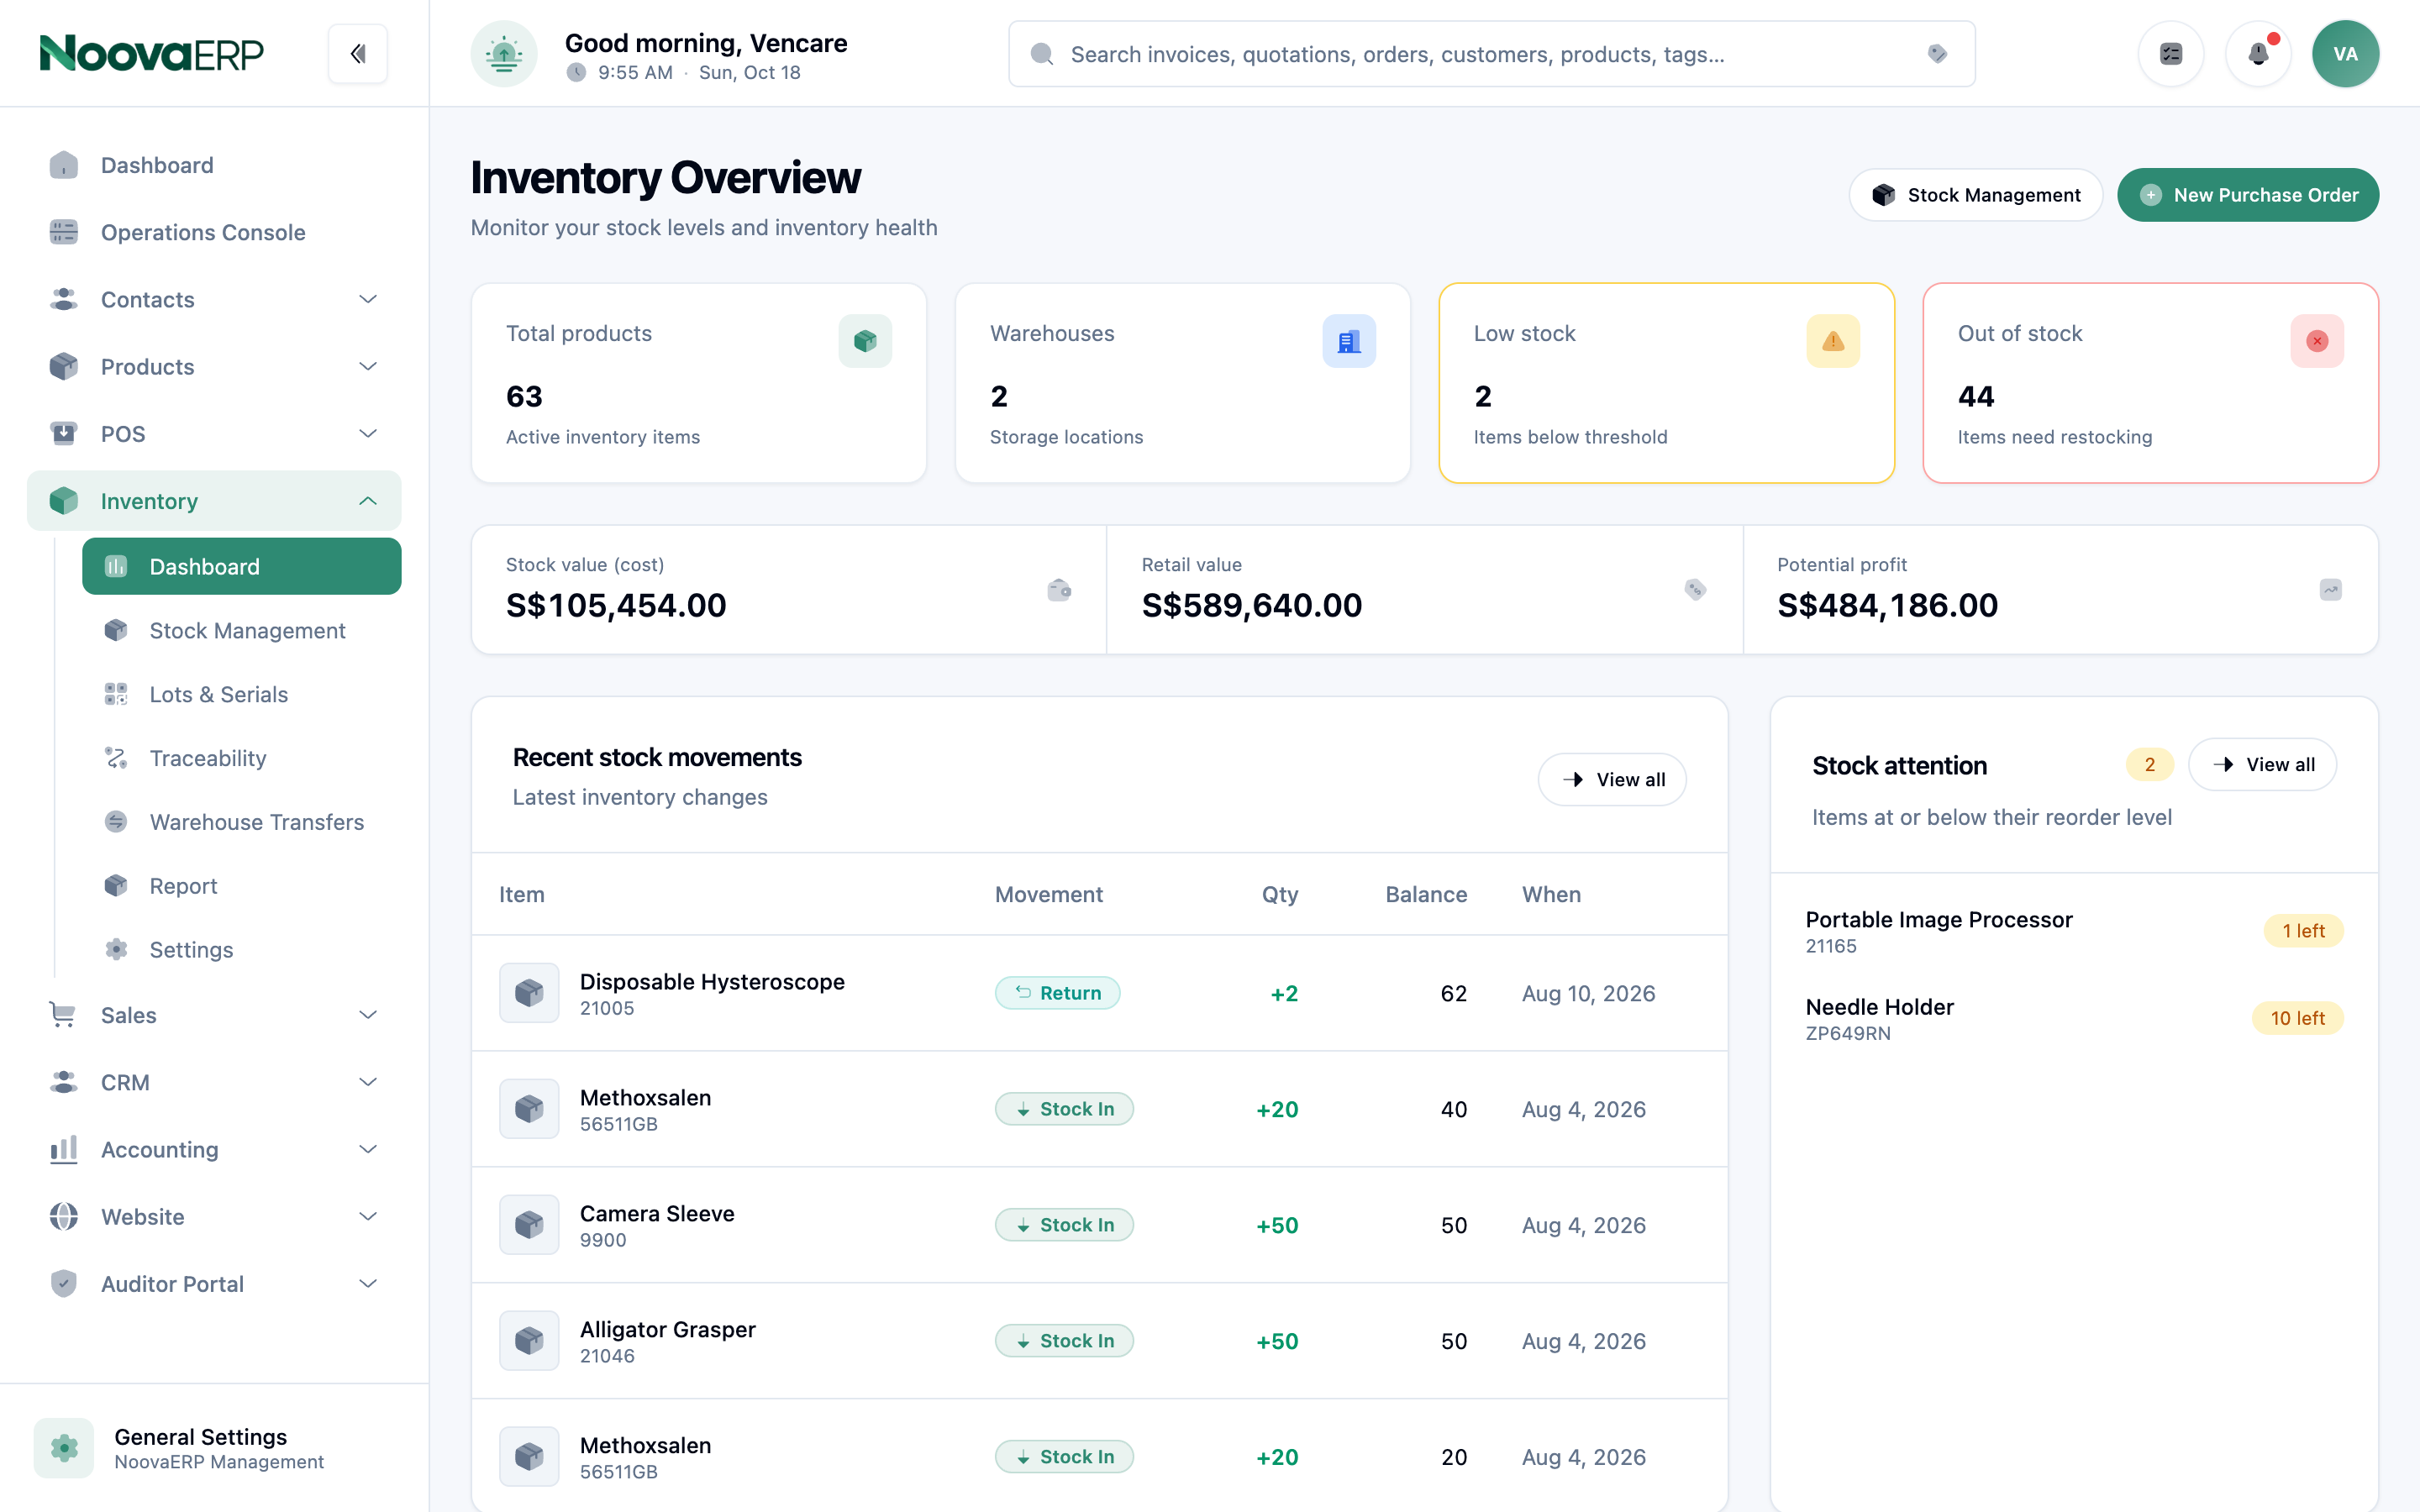 NoovaERP
Good morning, Vencare
9:55 AM · Sun, Oct 18
Search invoices, quotations, orders, customers, products, tags...
VA
Dashboard
Operations Console
Contacts
Products
POS
Inventory
Dashboard
Stock Management
Lots & Serials
Traceability
Warehouse Transfers
Report
Settings
Sales
CRM
Accounting
Website
Auditor Portal
General Settings
NoovaERP Management
Inventory Overview
Monitor your stock levels and inventory health
Stock Management
New Purchase Order
Total products
63
Active inventory items
Warehouses
2
Storage locations
Low stock
2
Items below threshold
Out of stock
44
Items need restocking
Stock value (cost)
S$105,454.00
Retail value
S$589,640.00
Potential profit
S$484,186.00
Recent stock movements
Latest inventory changes
View all
Item Movement Qty Balance When
Disposable Hysteroscope
21005
Return +2 62 Aug 10, 2026
Methoxsalen
56511GB
Stock In +20 40 Aug 4, 2026
Camera Sleeve
9900
Stock In +50 50 Aug 4, 2026
Alligator Grasper
21046
Stock In +50 50 Aug 4, 2026
Methoxsalen
56511GB
Stock In +20 20 Aug 4, 2026
Stock attention
2
View all
Items at or below their reorder level
Portable Image Processor
21165
1 left
Needle Holder
ZP649RN
10 left